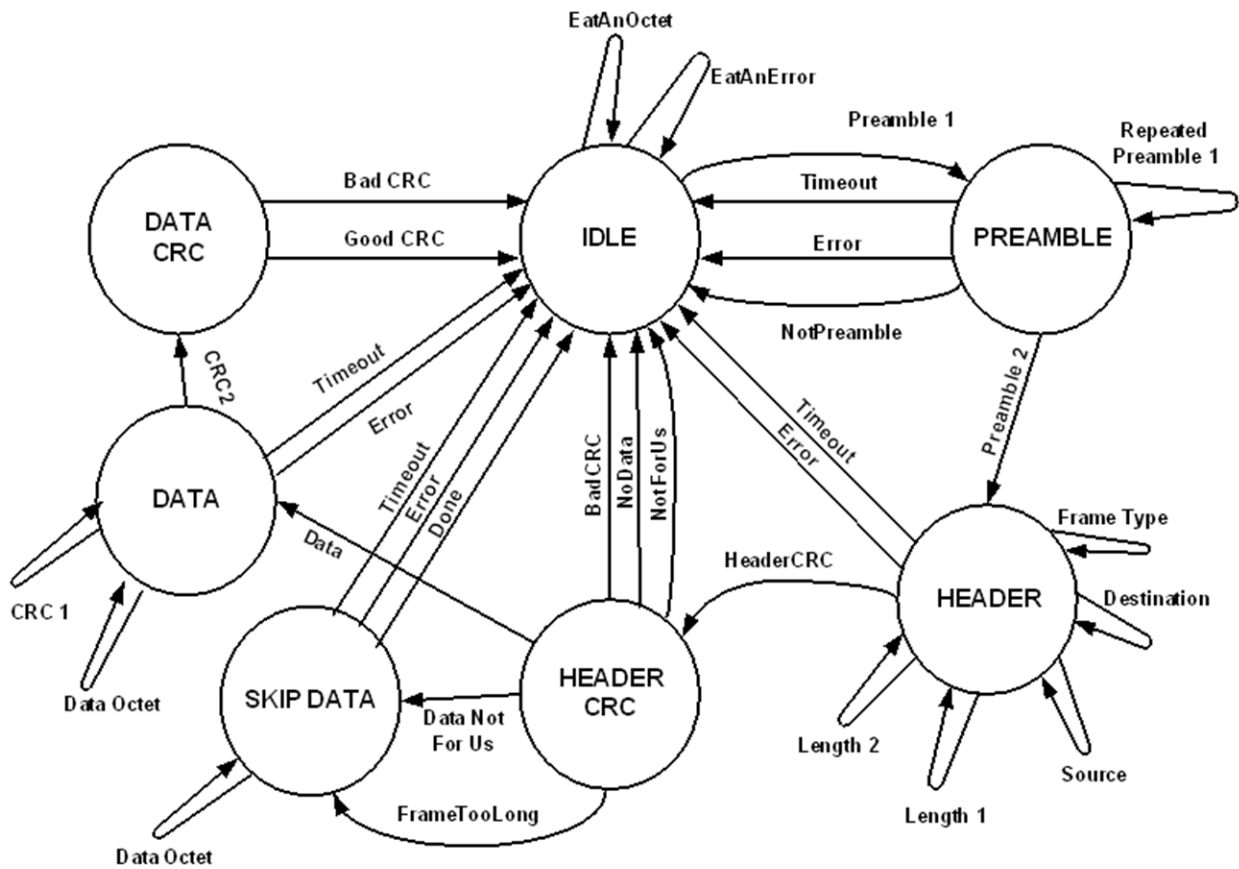 EatAnOctet
EatAnError
Preamble 1
Repeated
Preamble 1
Bad CRC
Timeout
DATA
CRC
IDLE
PREAMBLE
Good CRC
Error
NotPreamble
CRC2
Timeout
Error
Preamble 2
Timeout
Error
Timeout
Error
Done
BadCRC
NoData
NotForUs
DATA
Data
Frame Type
HeaderCRC
HEADER
Destination
CRC 1
Data Octet
SKIP DATA
HEADER
CRC
Data Not
For Us
Length 2
Source
Length 1
FrameTooLong
Data Octet